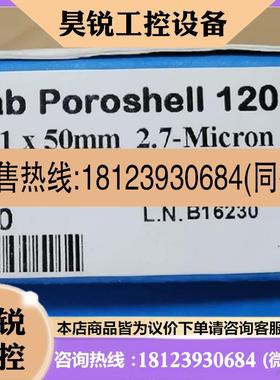 昊锐工控设备
ab Poroshell 120
1 x 50mm 2.7-Micron
售热线:18123930684(同
0
L.N.B16230
锐
工控
本店商品皆为议价下单请咨询客服
咨询热线:18123930684 (微